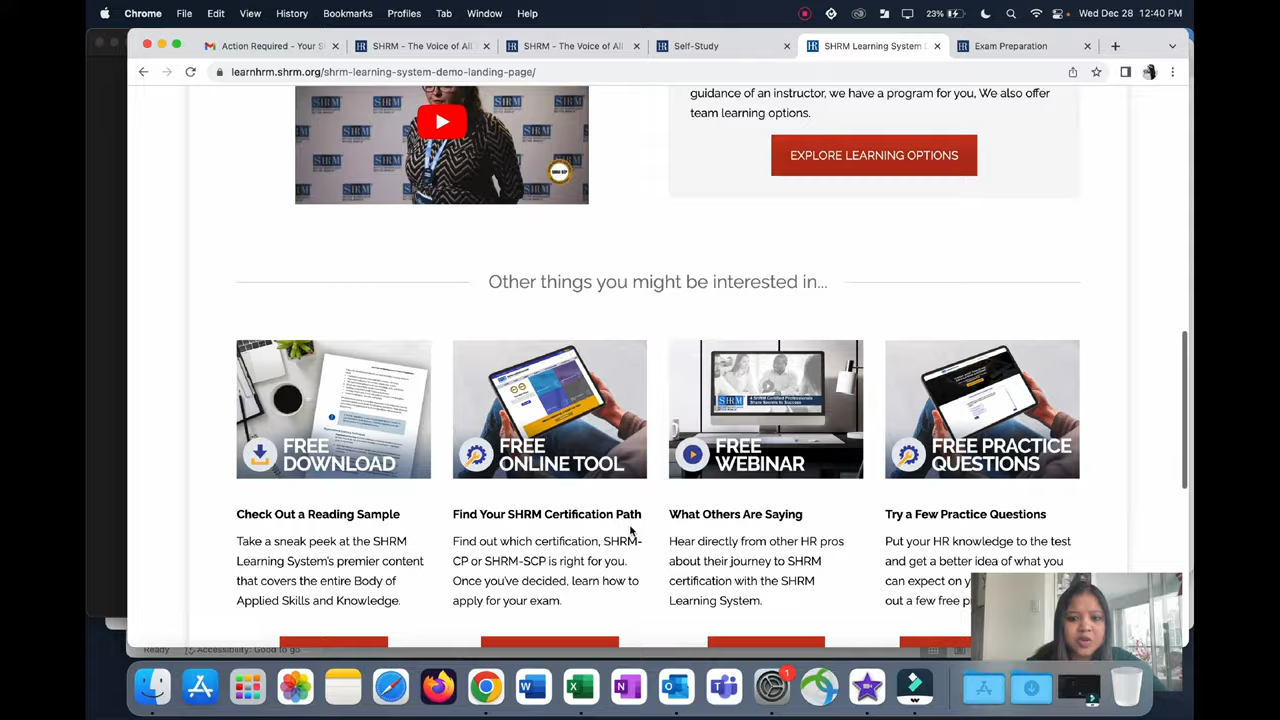 Chrome File Edit View History Bookmarks Profiles Tab Window Help 23% Wed Dec 28 12:40 PM
Action Required - Your S SHRM - The Voice of All SHRM - The Voice of All Self-Study SHRM Learning System D Exam Preparation
learnhrm.shrm.org/shrm-learning-system-demo-landing-page/
guidance of an instructor, we have a program for you, We also offer
team learning options.
EXPLORE LEARNING OPTIONS
Other things you might be interested in...
FREE
DOWNLOAD
FREE
ONLINE TOOL
FREE
WEBINAR
FREE PRACTICE
QUESTIONS
Check Out a Reading Sample
Take a sneak peek at the SHRM
Learning System's premier content
that covers the entire Body of
Applied Skills and Knowledge.
Find Your SHRM Certification Path
Find out which certification, SHRM-
CP or SHRM-SCP is right for you.
Once you've decided, learn how to
apply for your exam.
What Others Are Saying
Hear directly from other HR pros
about their journey to SHRM
certification with the SHRM
Learning System.
Try a Few Practice Questions
Put your HR knowledge to the test
and get a better idea of what you
can expect on
out a few free
Ready Accessibility: Good to go